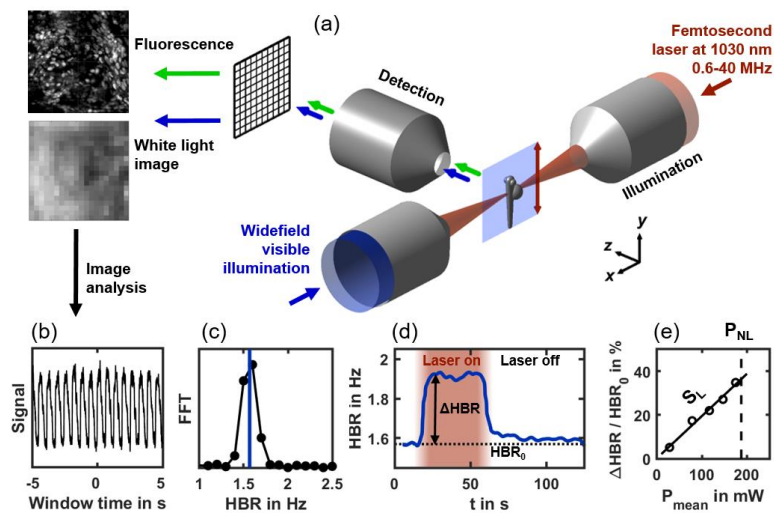 (a)
Fluorescence
White light
image
Image
analysis
Detection
Femtosecond
laser at 1030 nm
0.6-40 MHz
Illumination
Widefield
visible
illumination
y
z
x
(b)
Signal
-5
0
5
Window time in s
(c)
FFT
1
1.5
2
2.5
HBR in Hz
(d)
HBR in Hz
2
1.8
1.6
Laser on
Laser off
ΔHBR
HBR₀
0
50
100
t in s
(e)
P_NL
S_L
ΔHBR / HBR₀ in %
40
20
0
0
100
200
P_mean in mW